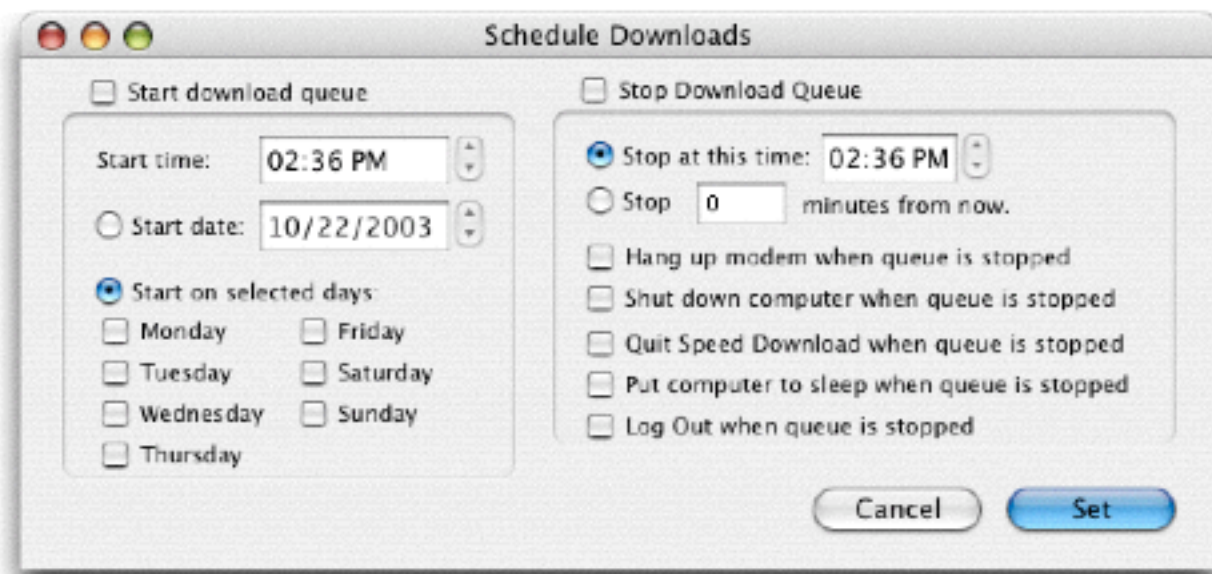 Schedule Downloads
Start download queue
Start time: 02:36 PM
Start date: 10/22/2003
Start on selected days:
Monday Friday
Tuesday Saturday
Wednesday Sunday
Thursday
Stop Download Queue
Stop at this time: 02:36 PM
Stop 0 minutes from now.
Hang up modem when queue is stopped
Shut down computer when queue is stopped
Quit Speed Download when queue is stopped
Put computer to sleep when queue is stopped
Log Out when queue is stopped
Cancel Set